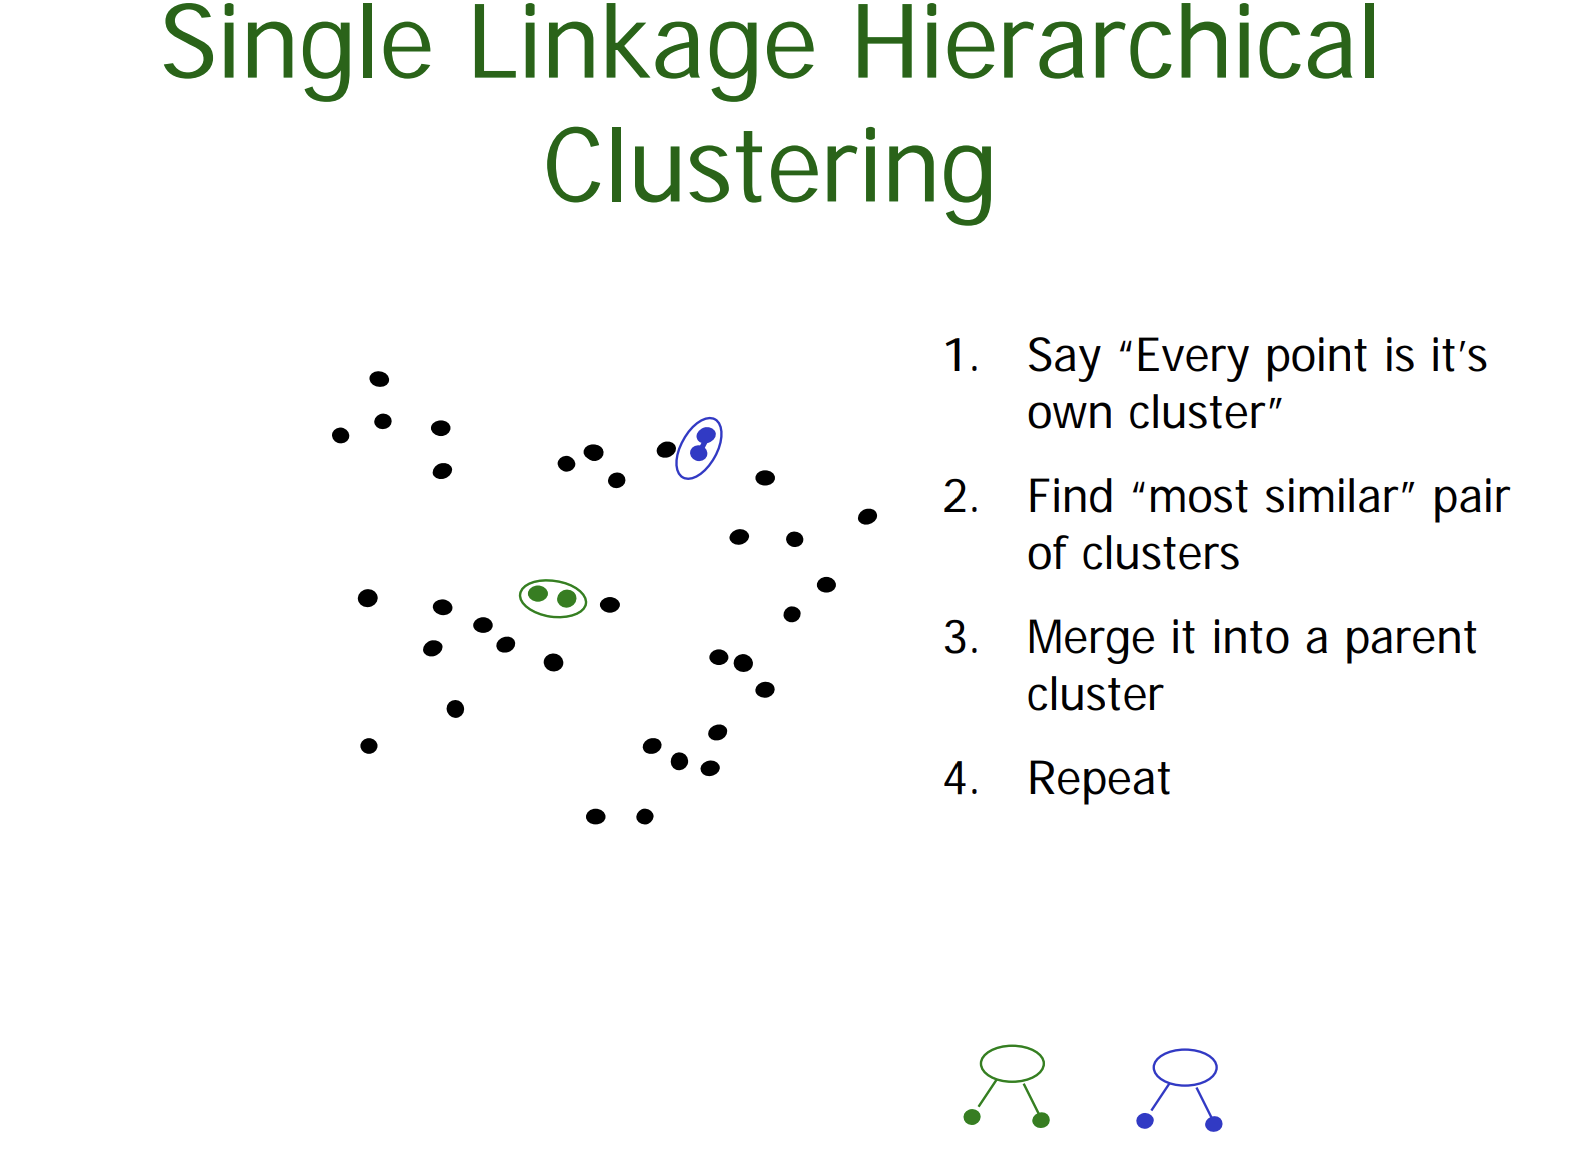 Single Linkage Hierarchical
Clustering
1. Say “Every point is it’s
own cluster”
2. Find “most similar” pair
of clusters
3. Merge it into a parent
cluster
4. Repeat